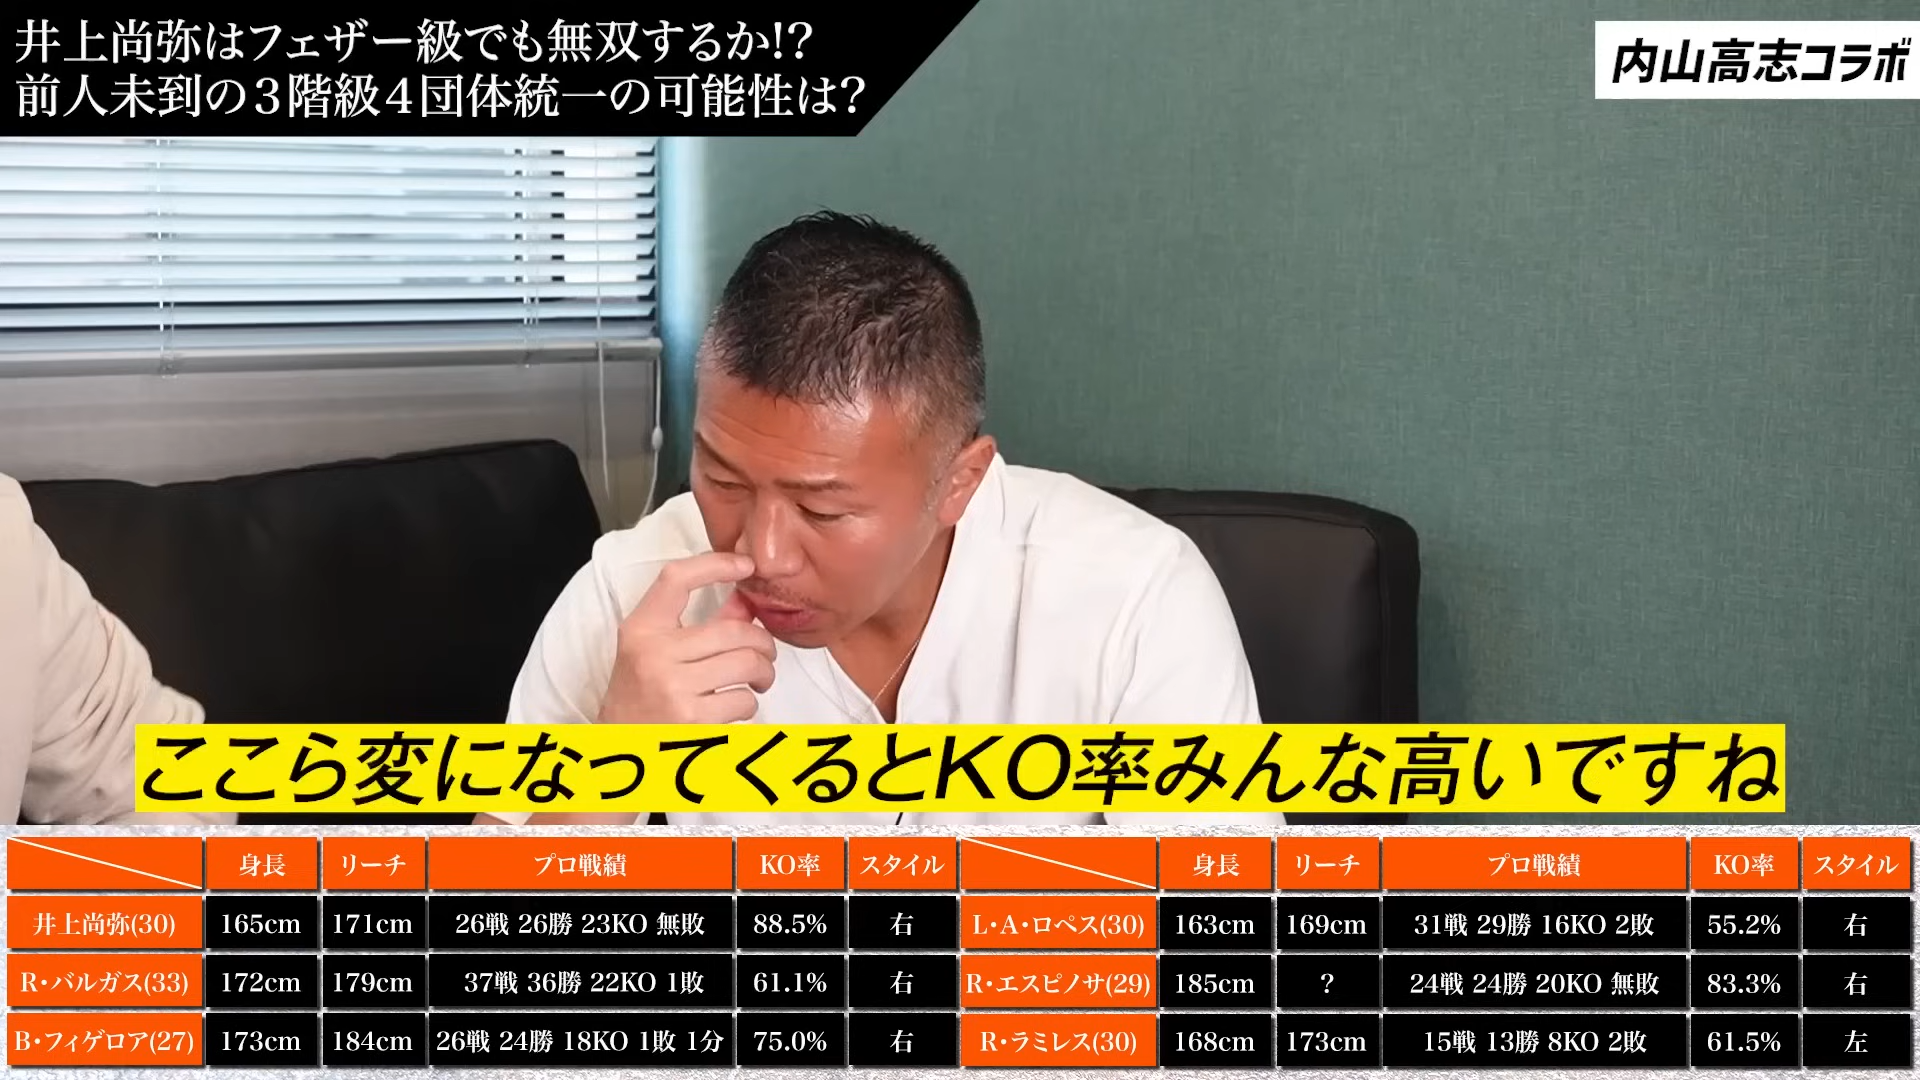 井上尚弥はフェザー級でも無双するか!?
前人未到の3階級4団体統一の可能性は?
内山高志コラボ
ここら変になってくるとKO率みんな高いですね
身長 リーチ プロ戦績 KO率 スタイル 身長 リーチ プロ戦績 KO率 スタイル
井上尚弥(30) 165cm 171cm 26戦 26勝 23KO 無敗 88.5% 右 L・A・ロペス(30) 163cm 169cm 31戦 29勝 16KO 2敗 55.2% 右
R・バルガス(33) 172cm 179cm 37戦 36勝 22KO 1敗 61.1% 右 R・エスピノサ(29) 185cm ? 24戦 24勝 20KO 無敗 83.3% 右
B・フィゲロア(27) 173cm 184cm 26戦 24勝 18KO 1敗 1分 75.0% 右 R・ラミレス(30) 168cm 173cm 15戦 13勝 8KO 2敗 61.5% 左